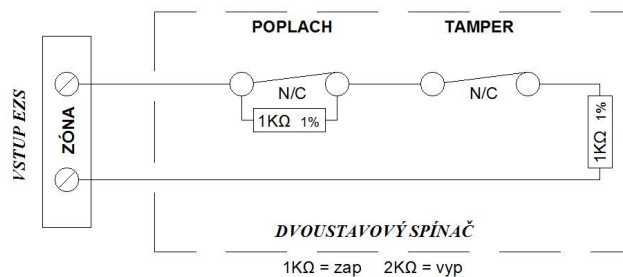 POPLACH
TAMPER
VSTUP EZS
ZÓNA
N/C
N/C
1KΩ 1%
1KΩ 1%
DVOUSTAVOVÝ SPÍNAČ
1KΩ = zap 2KΩ = vyp